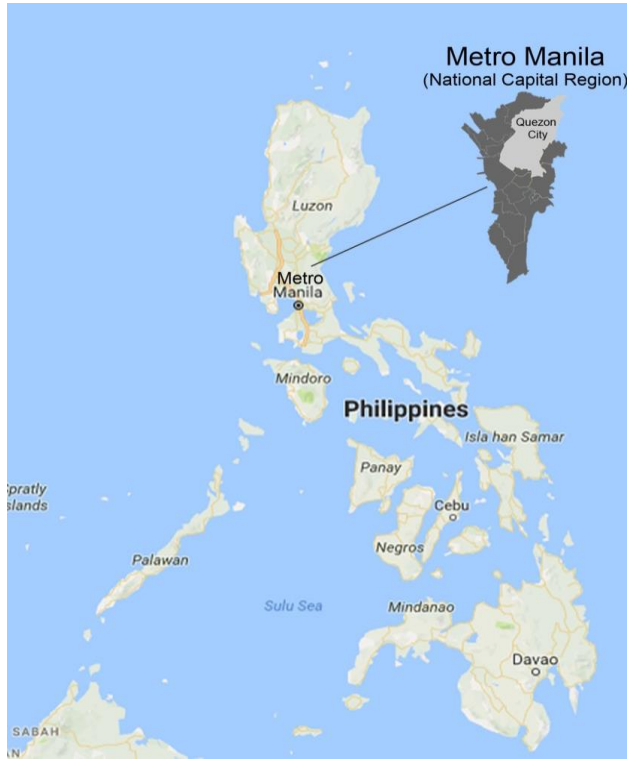 Metro Manila
(National Capital Region)
Quezon
City
Luzon
Metro
Manila
Mindoro
Philippines
Isla han Samar
Panay
Spratly
Islands
Cebu
Palawan
Negros
Sulu Sea
Mindanao
Davao
SABAH
AN